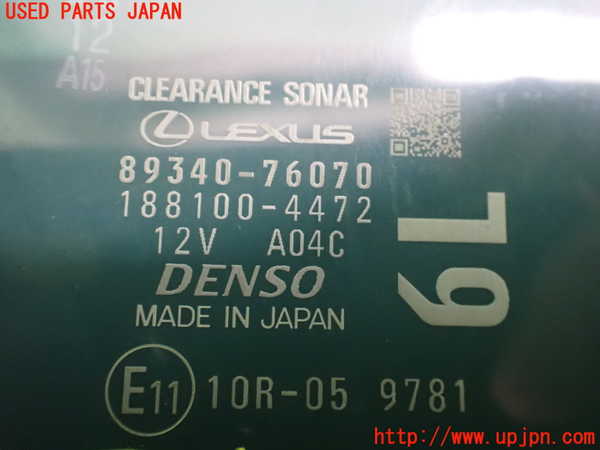 USED PARTS JAPAN
12
A15
CLEARANCE SONAR
LEXUS
89340-76070
188100-4472
12V A04C
DENSO
MADE IN JAPAN
E11 10R-05 9781
19
http://www.upjpn.com/